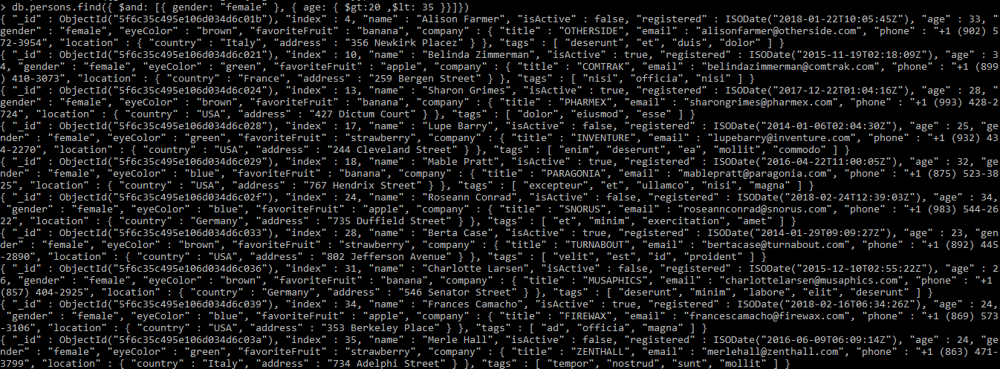 > db.persons.find({ $and: [{ gender: "female" }, { age: { $gt:20 ,$lt: 35 }}]})
{ "_id" : ObjectId("5f6c35c495e106d034d6c01b"), "index" : 4, "name" : "Alison Farmer", "isActive" : false, "registered" : ISODate("2018-01-22T10:05:45Z"), "age" : 33, "
gender" : "female", "eyeColor" : "brown", "favoriteFruit" : "banana", "company" : { "title" : "OTHERSIDE", "email" : "alisonfarmer@otherside.com", "phone" : "+1 (902) 5
72-3954", "location" : { "country" : "Italy", "address" : "356 Newkirk Placez" } }, "tags" : [ "deserunt", "et", "duis", "dolor" ] }
{ "_id" : ObjectId("5f6c35c495e106d034d6c021"), "index" : 10, "name" : "Belinda Zimmerman", "isActive" : true, "registered" : ISODate("2015-11-19T02:18:09Z"), "age" : 3
4, "gender" : "female", "eyeColor" : "green", "favoriteFruit" : "apple", "company" : { "title" : "COMTRAK", "email" : "belindazimmerman@comtrak.com", "phone" : "+1 (899
) 410-3073", "location" : { "country" : "France", "address" : "259 Bergen Street" } }, "tags" : [ "nisi", "officia", "nisi" ] }
{ "_id" : ObjectId("5f6c35c495e106d034d6c024"), "index" : 13, "name" : "Sharon Grimes", "isActive" : true, "registered" : ISODate("2017-12-22T01:04:16Z"), "age" : 28, "
gender" : "female", "eyeColor" : "brown", "favoriteFruit" : "banana", "company" : { "title" : "PHARMEX", "email" : "sharongrimes@pharmex.com", "phone" : "+1 (993) 428-2
724", "location" : { "country" : "USA", "address" : "427 Dictum Court" } }, "tags" : [ "dolor", "eiusmod", "esse" ] }
{ "_id" : ObjectId("5f6c35c495e106d034d6c028"), "index" : 17, "name" : "Lupe Barry", "isActive" : false, "registered" : ISODate("2014-01-06T02:04:30Z"), "age" : 25, "ge
nder" : "female", "eyeColor" : "green", "favoriteFruit" : "strawberry", "company" : { "title" : "INVENTURE", "email" : "lupebarry@inventure.com", "phone" : "+1 (932) 43
4-2270", "location" : { "country" : "USA", "address" : "244 Cleveland Street" } }, "tags" : [ "enim", "deserunt", "ea", "mollit", "commodo" ] }
{ "_id" : ObjectId("5f6c35c495e106d034d6c029"), "index" : 18, "name" : "Mable Pratt", "isActive" : true, "registered" : ISODate("2016-04-22T11:00:05Z"), "age" : 32, "ge
nder" : "female", "eyeColor" : "blue", "favoriteFruit" : "banana", "company" : { "title" : "PARAGONIA", "email" : "mablepratt@paragonia.com", "phone" : "+1 (875) 523-38
25", "location" : { "country" : "USA", "address" : "767 Hendrix Street" } }, "tags" : [ "excepteur", "et", "ullamco", "nisi", "magna" ] }
{ "_id" : ObjectId("5f6c35c495e106d034d6c02f"), "index" : 24, "name" : "Roseann Conrad", "isActive" : false, "registered" : ISODate("2018-02-24T12:39:03Z"), "age" : 34,
 "gender" : "female", "eyeColor" : "blue", "favoriteFruit" : "apple", "company" : { "title" : "SNORUS", "email" : "roseannconrad@snorus.com", "phone" : "+1 (983) 544-26
22", "location" : { "country" : "Germany", "address" : "735 Duffield Street" } }, "tags" : [ "et", "minim", "exercitation", "amet" ] }
{ "_id" : ObjectId("5f6c35c495e106d034d6c033"), "index" : 28, "name" : "Berta Case", "isActive" : true, "registered" : ISODate("2014-01-29T09:09:27Z"), "age" : 23, "gen
der" : "female", "eyeColor" : "brown", "favoriteFruit" : "strawberry", "company" : { "title" : "TURNABOUT", "email" : "bertacase@turnabout.com", "phone" : "+1 (892) 445
-2890", "location" : { "country" : "USA", "address" : "802 Jefferson Avenue" } }, "tags" : [ "velit", "est", "id", "proident" ] }
{ "_id" : ObjectId("5f6c35c495e106d034d6c036"), "index" : 31, "name" : "Charlotte Larsen", "isActive" : false, "registered" : ISODate("2015-12-10T02:55:22Z"), "age" : 2
6, "gender" : "female", "eyeColor" : "brown", "favoriteFruit" : "banana", "company" : { "title" : "MUSAPHICS", "email" : "charlottelarsen@musaphics.com", "phone" : "+1
(857) 404-2925", "location" : { "country" : "Germany", "address" : "546 Senator Street" } }, "tags" : [ "deserunt", "minim", "labore", "elit", "deserunt" ] }
{ "_id" : ObjectId("5f6c35c495e106d034d6c039"), "index" : 34, "name" : "Frances Camacho", "isActive" : true, "registered" : ISODate("2018-02-16T06:34:26Z"), "age" : 24,
 "gender" : "female", "eyeColor" : "blue", "favoriteFruit" : "apple", "company" : { "title" : "FIREWAX", "email" : "francescamacho@firewax.com", "phone" : "+1 (869) 573
-3106", "location" : { "country" : "USA", "address" : "353 Berkeley Place" } }, "tags" : [ "ad", "officia", "magna" ] }
{ "_id" : ObjectId("5f6c35c495e106d034d6c03a"), "index" : 35, "name" : "Merle Hall", "isActive" : true, "registered" : ISODate("2016-06-09T06:09:14Z"), "age" : 24, "gen
der" : "female", "eyeColor" : "green", "favoriteFruit" : "strawberry", "company" : { "title" : "ZENTHALL", "email" : "merlehall@zenthall.com", "phone" : "+1 (863) 471-
3799", "location" : { "country" : "Italy", "address" : "734 Adelphi Street" } }, "tags" : [ "tempor", "nostrud", "sunt", "mollit" ] }